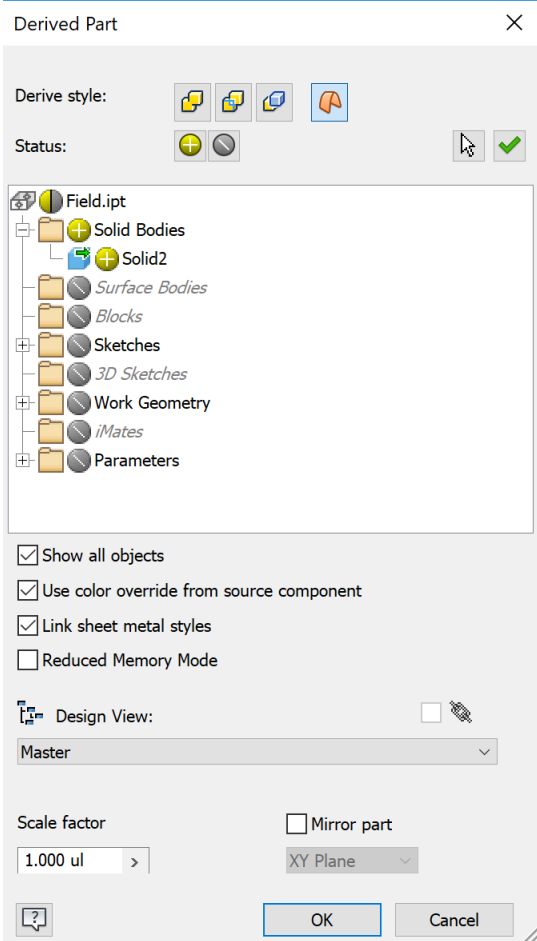 Derived Part
Derive style:
Status:
Field.ipt
Solid Bodies
Solid2
Surface Bodies
Blocks
Sketches
3D Sketches
Work Geometry
iMates
Parameters
Show all objects
Use color override from source component
Link sheet metal styles
Reduced Memory Mode
Design View:
Master
Scale factor
Mirror part
1.000 ul
XY Plane
OK Cancel